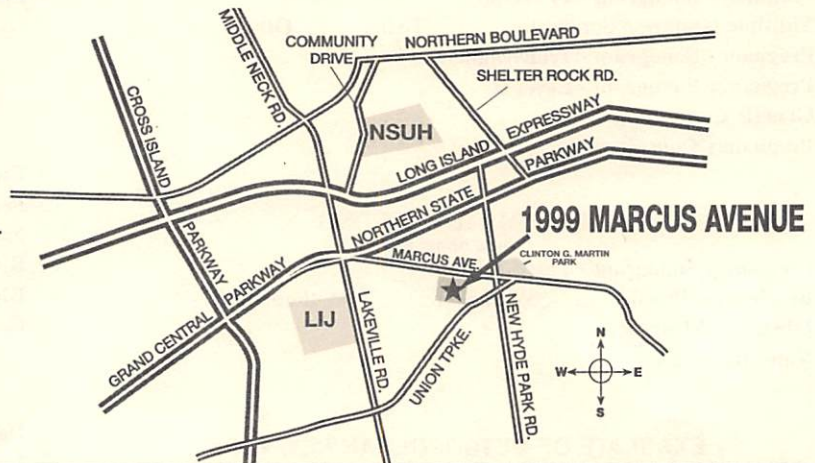 MIDDLE NECK RD.
COMMUNITY
DRIVE
NORTHERN BOULEVARD
SHELTER ROCK RD.
CROSS ISLAND
PARKWAY
NSUH
LONG ISLAND
EXPRESSWAY
NORTHERN STATE
PARKWAY
1999 MARCUS AVENUE
MARCUS AVE.
CLINTON G. MARTIN
PARK
GRAND CENTRAL
PARKWAY
LIJ
LAKEVILLE RD.
UNION TPKE.
NEW HYDE PARK RD.
N
W
E
S